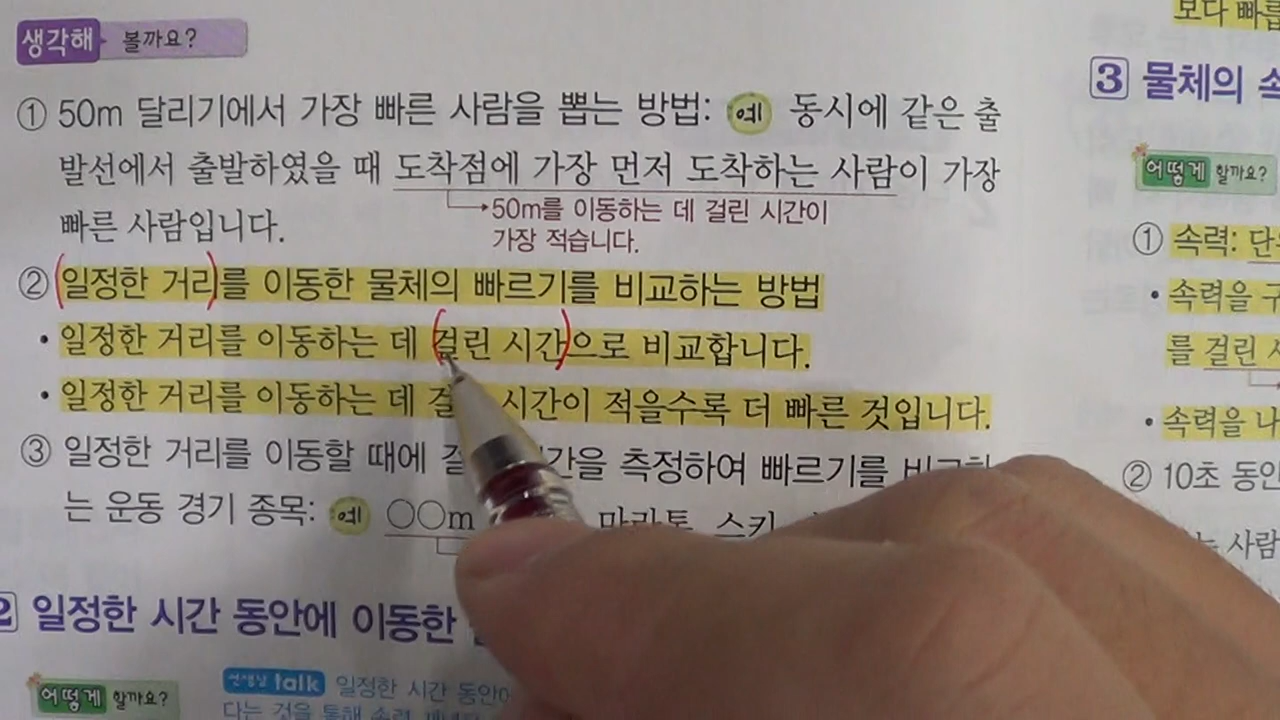 생각해 볼까요?
① 50m 달리기에서 가장 빠른 사람을 뽑는 방법: 예 동시에 같은 출
발선에서 출발하였을 때 도착점에 가장 먼저 도착하는 사람이 가장
50m를 이동하는 데 걸린 시간이
가장 적습니다.
빠른 사람입니다.
② (일정한 거리)를 이동한 물체의 빠르기를 비교하는 방법
• 일정한 거리를 이동하는 데 (걸린 시간)으로 비교합니다.
• 일정한 거리를 이동하는 데 시간이 적을수록 더 빠른 것입니다.
③ 일정한 거리를 이동할 때에 측정하여 빠르기를
는 운동 경기 종목: 예 ○○m 마라톤, 스키
2 일정한 시간 동안에 이동한
어떻게 할까요?
선생님 talk 일정한 시간 동안
다는 것을 통해 속력
보다
3 물체의
어떻게 할까요?
① 속력:
• 속력을
를 걸린
• 속력을
② 10초
사람